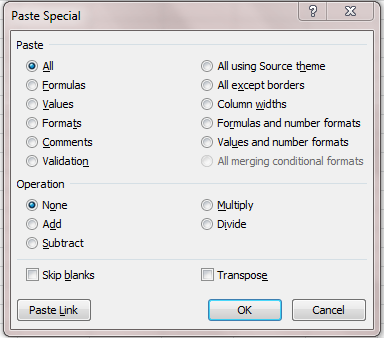 Paste Special
Paste
All
All using Source theme
Formulas
All except borders
Values
Column widths
Formats
Formulas and number formats
Comments
Values and number formats
Validation
All merging conditional formats
Operation
None
Multiply
Add
Divide
Subtract
Skip blanks
Transpose
Paste Link
OK
Cancel